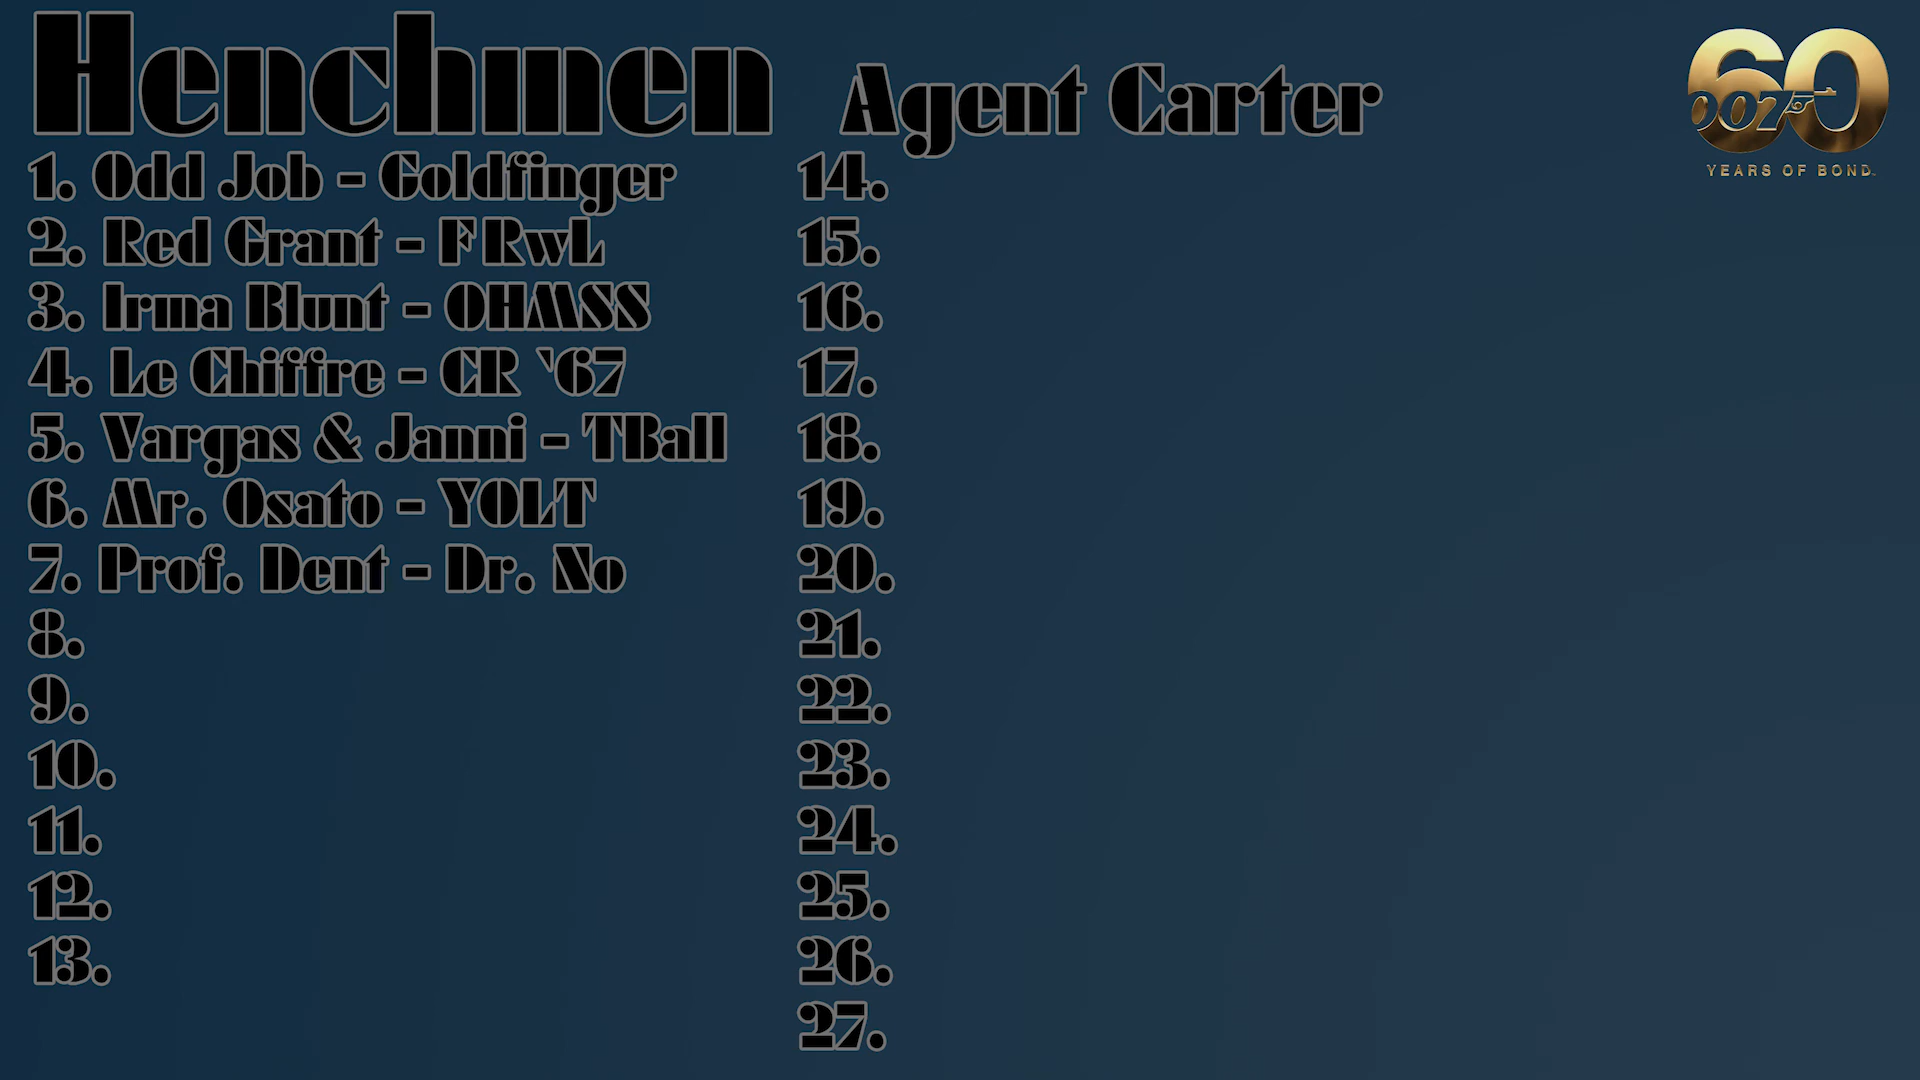 Henchmen
Agent Carter
60
007
YEARS OF BOND
1. Odd Job - Goldfinger
2. Red Grant - FRwL
3. Irma Blunt - OHMSS
4. Le Chiffre - CR `67
5. Vargas & Janni - TBall
6. Mr. Osato - YOLT
7. Prof. Dent - Dr. No
8.
9.
10.
11.
12.
13.
14.
15.
16.
17.
18.
19.
20.
21.
22.
23.
24.
25.
26.
27.